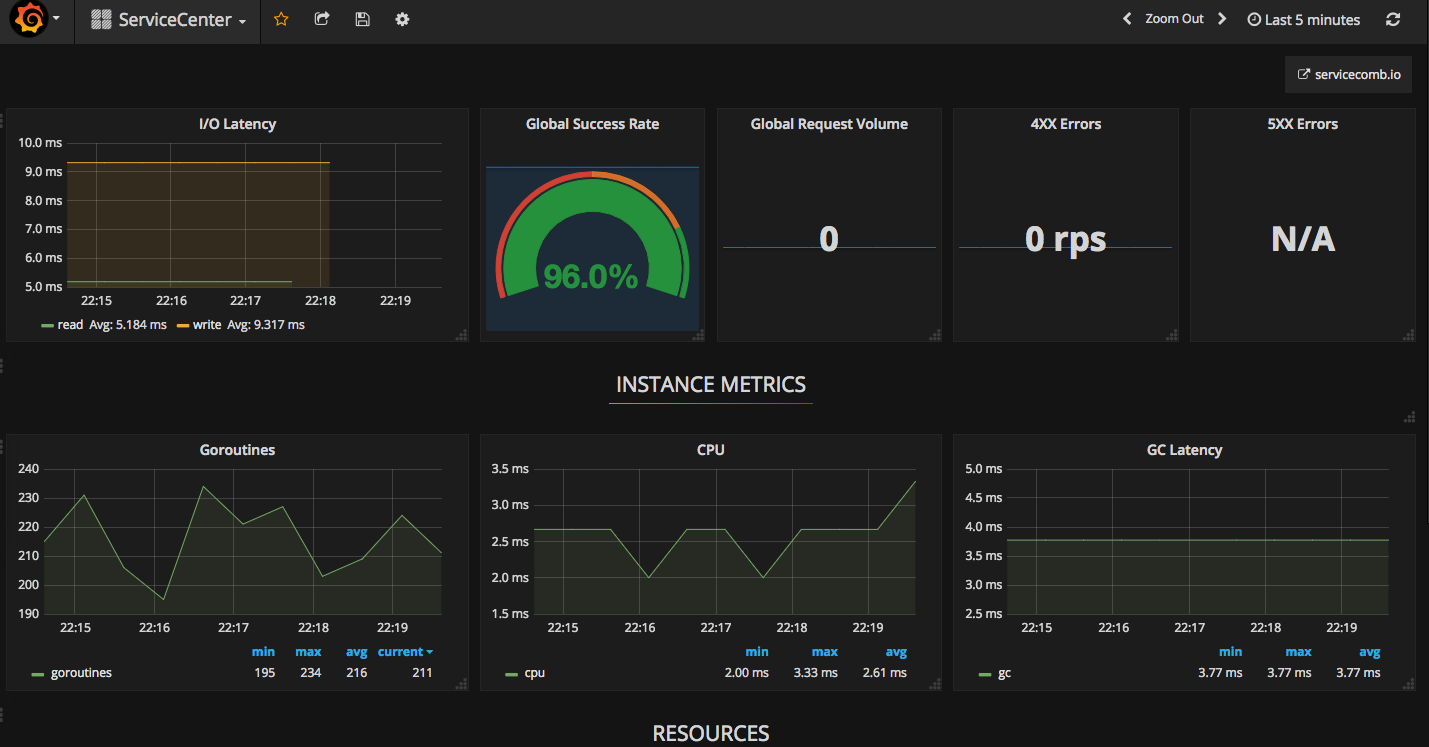 ServiceCenter
Zoom Out
Last 5 minutes
servicecomb.io
I/O Latency
10.0 ms
9.0 ms
8.0 ms
7.0 ms
6.0 ms
5.0 ms
22:15 22:16 22:17 22:18 22:19
read Avg: 5.184 ms write Avg: 9.317 ms
Global Success Rate
96.0%
Global Request Volume
0
4XX Errors
0 rps
5XX Errors
N/A
INSTANCE METRICS
Goroutines
240
230
220
210
200
190
22:15 22:16 22:17 22:18 22:19
min max avg current
goroutines 195 234 216 211
CPU
3.5 ms
3.0 ms
2.5 ms
2.0 ms
1.5 ms
22:15 22:16 22:17 22:18 22:19
min max avg
cpu 2.00 ms 3.33 ms 2.61 ms
GC Latency
5.0 ms
4.5 ms
4.0 ms
3.5 ms
3.0 ms
2.5 ms
22:15 22:16 22:17 22:18 22:19
min max avg
gc 3.77 ms 3.77 ms 3.77 ms
RESOURCES